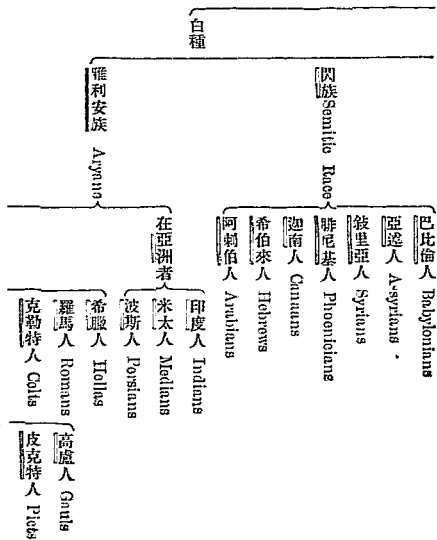 白種
閃族 Semitic Race
巴比倫人 Babylonians
亞述人 A-syrians.
敍里亞人 Syrians
腓尼基人 Phoenicians
迦南人 Canaans
希伯來人 Hebrews
阿剌伯人 Arabians
雅利安族 Aryans
在亞洲者
印度人 Indians
米太人 Medians
波斯人 Persians
希臘人 Hellas
羅馬人 Romans
克勒特人 Celts
高盧人 Gauls
皮克特人 Picts